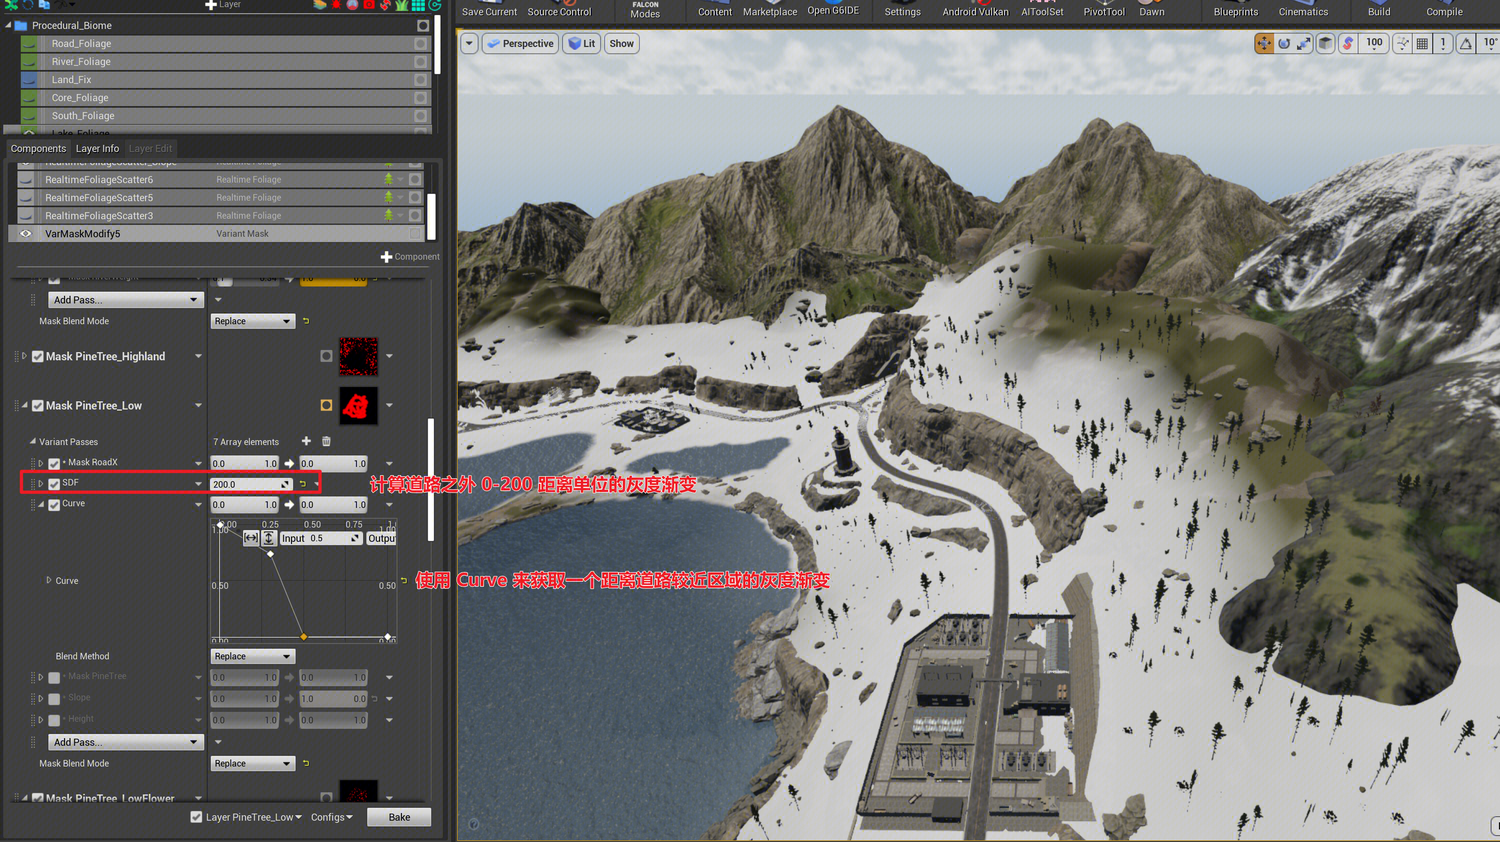 Layer
Save Current
Source Control
FALCON
Modes
Content
Marketplace
Open G6IDE
Settings
Android Vulkan
AIToolSet
PivotTool
Dawn
Blueprints
Cinematics
Build
Compile
Procedural_Biome
Road_Foliage
River_Foliage
Land_Fix
Core_Foliage
South_Foliage
Lake_Foliage
Perspective
Lit
Show
100
1
10°
Components
Layer Info
Layer Edit
RealtimeFoliageScatter_Slope Realtime Foliage
RealtimeFoliageScatter6 Realtime Foliage
RealtimeFoliageScatter5 Realtime Foliage
RealtimeFoliageScatter3 Realtime Foliage
VarMaskModify5 Variant Mask
Component
Add Pass...
Mask Blend Mode Replace
Mask PineTree_Highland
Mask PineTree_Low
Variant Passes 7 Array elements
• Mask RoadX 0.0 1.0 0.0 1.0
SDF 200.0
计算道路之外 0-200 距离单位的灰度渐变
Curve 0.0 1.0 0.0 1.0
0.25 0.50 0.75
1.00
Input 0.5 Outpu
Curve 0.50 0.50
使用 Curve 来获取一个距离道路较近区域的灰度渐变
Blend Method Replace
• Mask PineTree 0.0 1.0 0.0 1.0
• Slope 0.0 1.0 1.0 0.0
• Height 0.0 1.0 0.0 1.0
Add Pass...
Mask Blend Mode Replace
Mask PineTree_LowFlower
Layer PineTree_Low
Configs
Bake